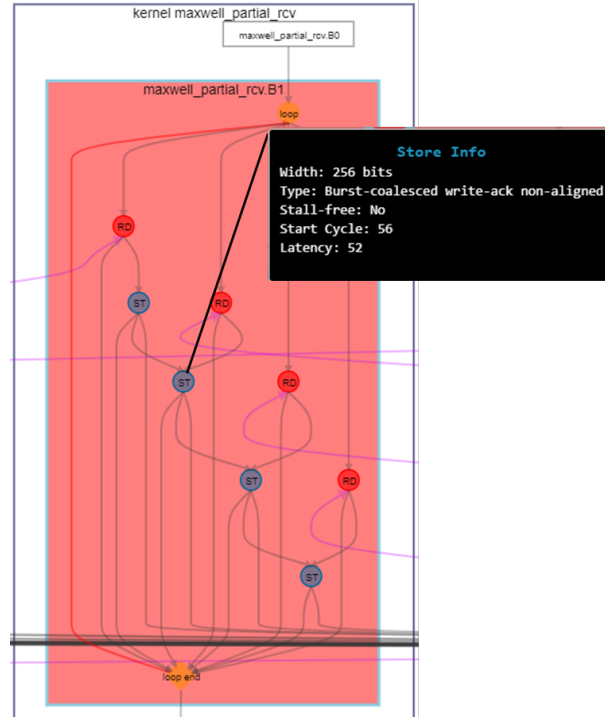 kernel maxwell_partial_rcv
maxwell_partial_rcv.B0
maxwell_partial_rcv.B1
loop
Store Info
Width: 256 bits
Type: Burst-coalesced write-ack non-aligned
Stall-free: No
Start Cycle: 56
Latency: 52
RD
ST
RD
ST
RD
ST
RD
ST
loop end